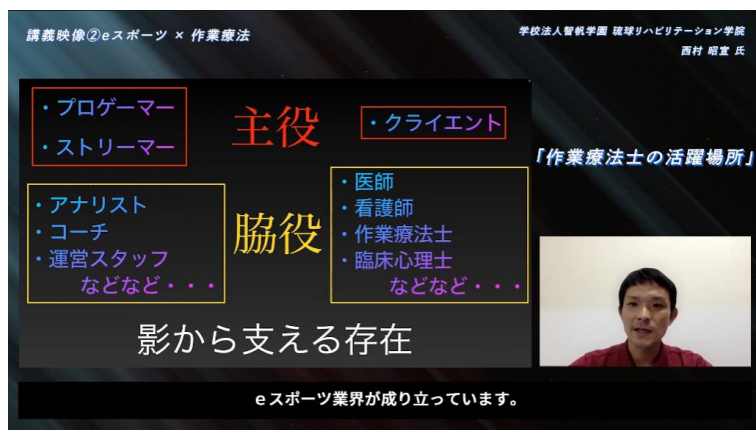 講義映像②eスポーツ × 作業療法
学校法人智帆学園 琉球リハビリテーション学院
西村 昭宣 氏
・プロゲーマー
・ストリーマー
主役
・クライエント
「作業療法士の活躍場所」
・アナリスト
・コーチ
・運営スタッフ
などなど・・・
脇役
・医師
・看護師
・作業療法士
・臨床心理士
などなど・・・
影から支える存在
eスポーツ業界が成り立っています。